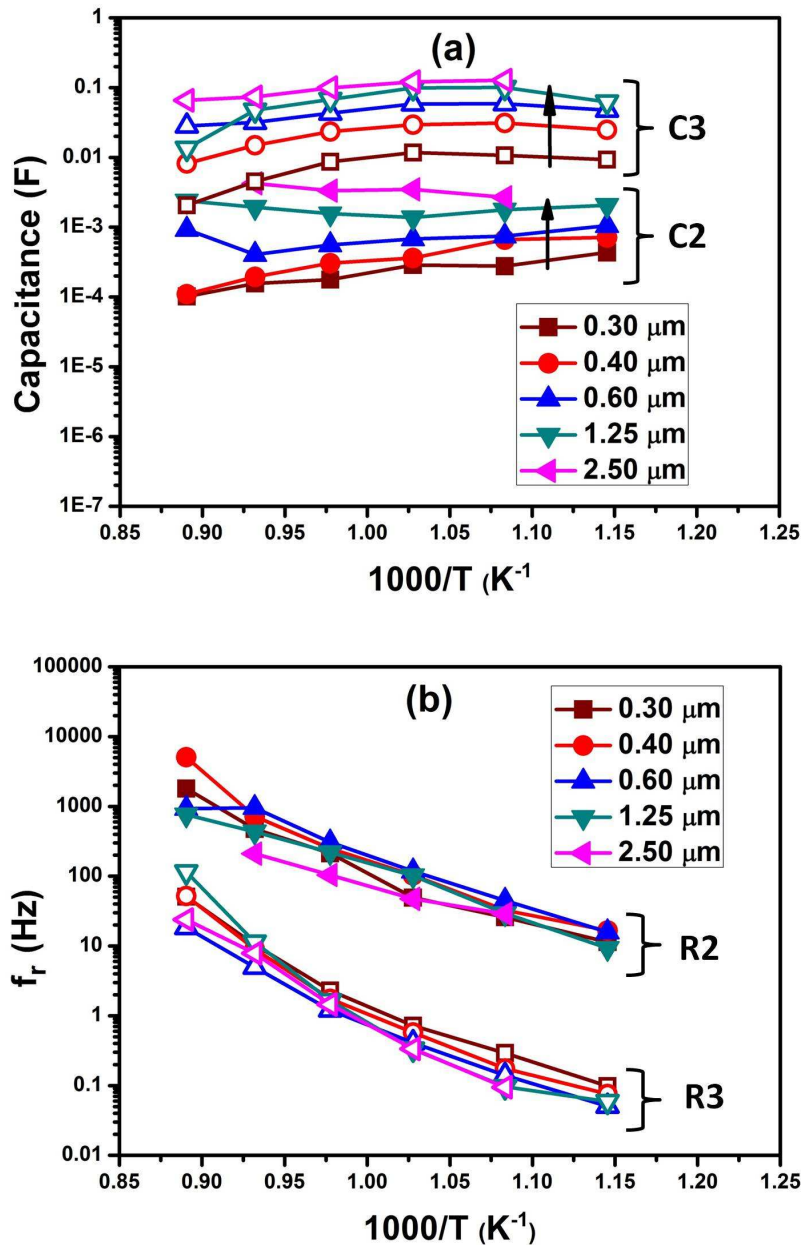 (a)
1
0.1
0.01
1E-3
1E-4
1E-5
1E-6
1E-7
Capacitance (F)
C3
C2
0.30 μm
0.40 μm
0.60 μm
1.25 μm
2.50 μm
0.85 0.90 0.95 1.00 1.05 1.10 1.15 1.20 1.25
1000/T (K-1
(b)
100000
10000
1000
100
10
1
0.1
0.01
fr (Hz)
0.30 μm
0.40 μm
0.60 μm
1.25 μm
2.50 μm
R2
R3
0.85 0.90 0.95 1.00 1.05 1.10 1.15 1.20 1.25
1000/T (K-1)